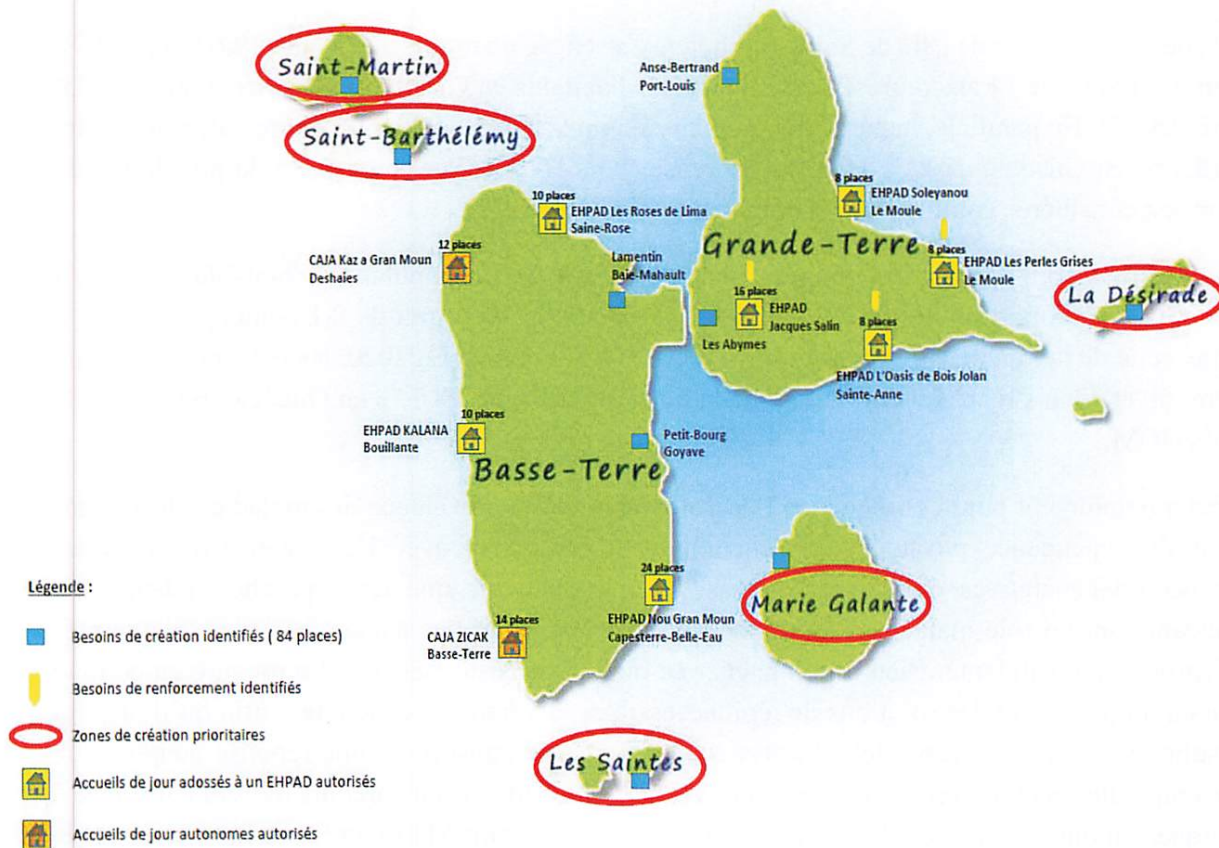 Saint-Martin
Saint-Barthélémy
Anse-Bertrand
Port-Louis
10 places
EHPAD Les Roses de Lima
Saine-Rose
8 places
EHPAD Soleyanou
Le Moule
12 places
CAJA Kaz a Gran Moun
Deshaies
Lamentin
Baie-Mahault
Grande-Terre
8 places
EHPAD Les Perles Grises
Le Moule
La Désirade
16 places
EHPAD
Jacques Salin
Les Abymes
8 places
EHPAD L'Oasis de Bois Jolan
Sainte-Anne
10 places
EHPAD KALANA
Bouillante
Petit-Bourg
Goyave
Basse-Terre
24 places
EHPAD Nou Gran Moun
Capesterre-Belle-Eau
Marie Galante
14 places
CAJA ZICAK
Basse-Terre
Les Saintes
Légende :
Besoins de création identifiés ( 84 places)
Besoins de renforcement identifiés
Zones de création prioritaires
Accueils de jour adossés à un EHPAD autorisés
Accueils de jour autonomes autorisés